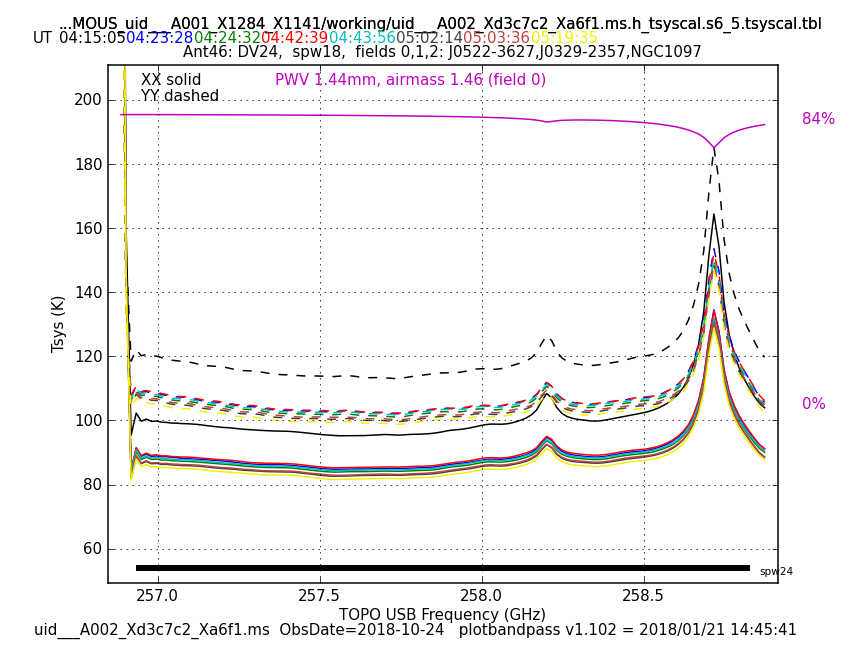 ...MOUS_uid___A001_X1284_X1141/working/uid___A002_Xd3c7c2_Xa6f1.ms.h_tsyscal.s6_5.tsyscal.tbl
UT 04:15:05 04:23:28 04:24:32 04:42:39 04:43:56 05:02:14 05:03:36 05:19:35
Ant46: DV24,  spw18,  fields 0,1,2: J0522-3627,J0329-2357,NGC1097
XX solid
YY dashed
PWV 1.44mm, airmass 1.46 (field 0)
84%
0%
200
180
160
140
120
100
80
60
Tsys (K)
spw24
257.0 257.5 258.0 258.5
TOPO USB Frequency (GHz)
uid___A002_Xd3c7c2_Xa6f1.ms  ObsDate=2018-10-24   plotbandpass v1.102 = 2018/01/21 14:45:41